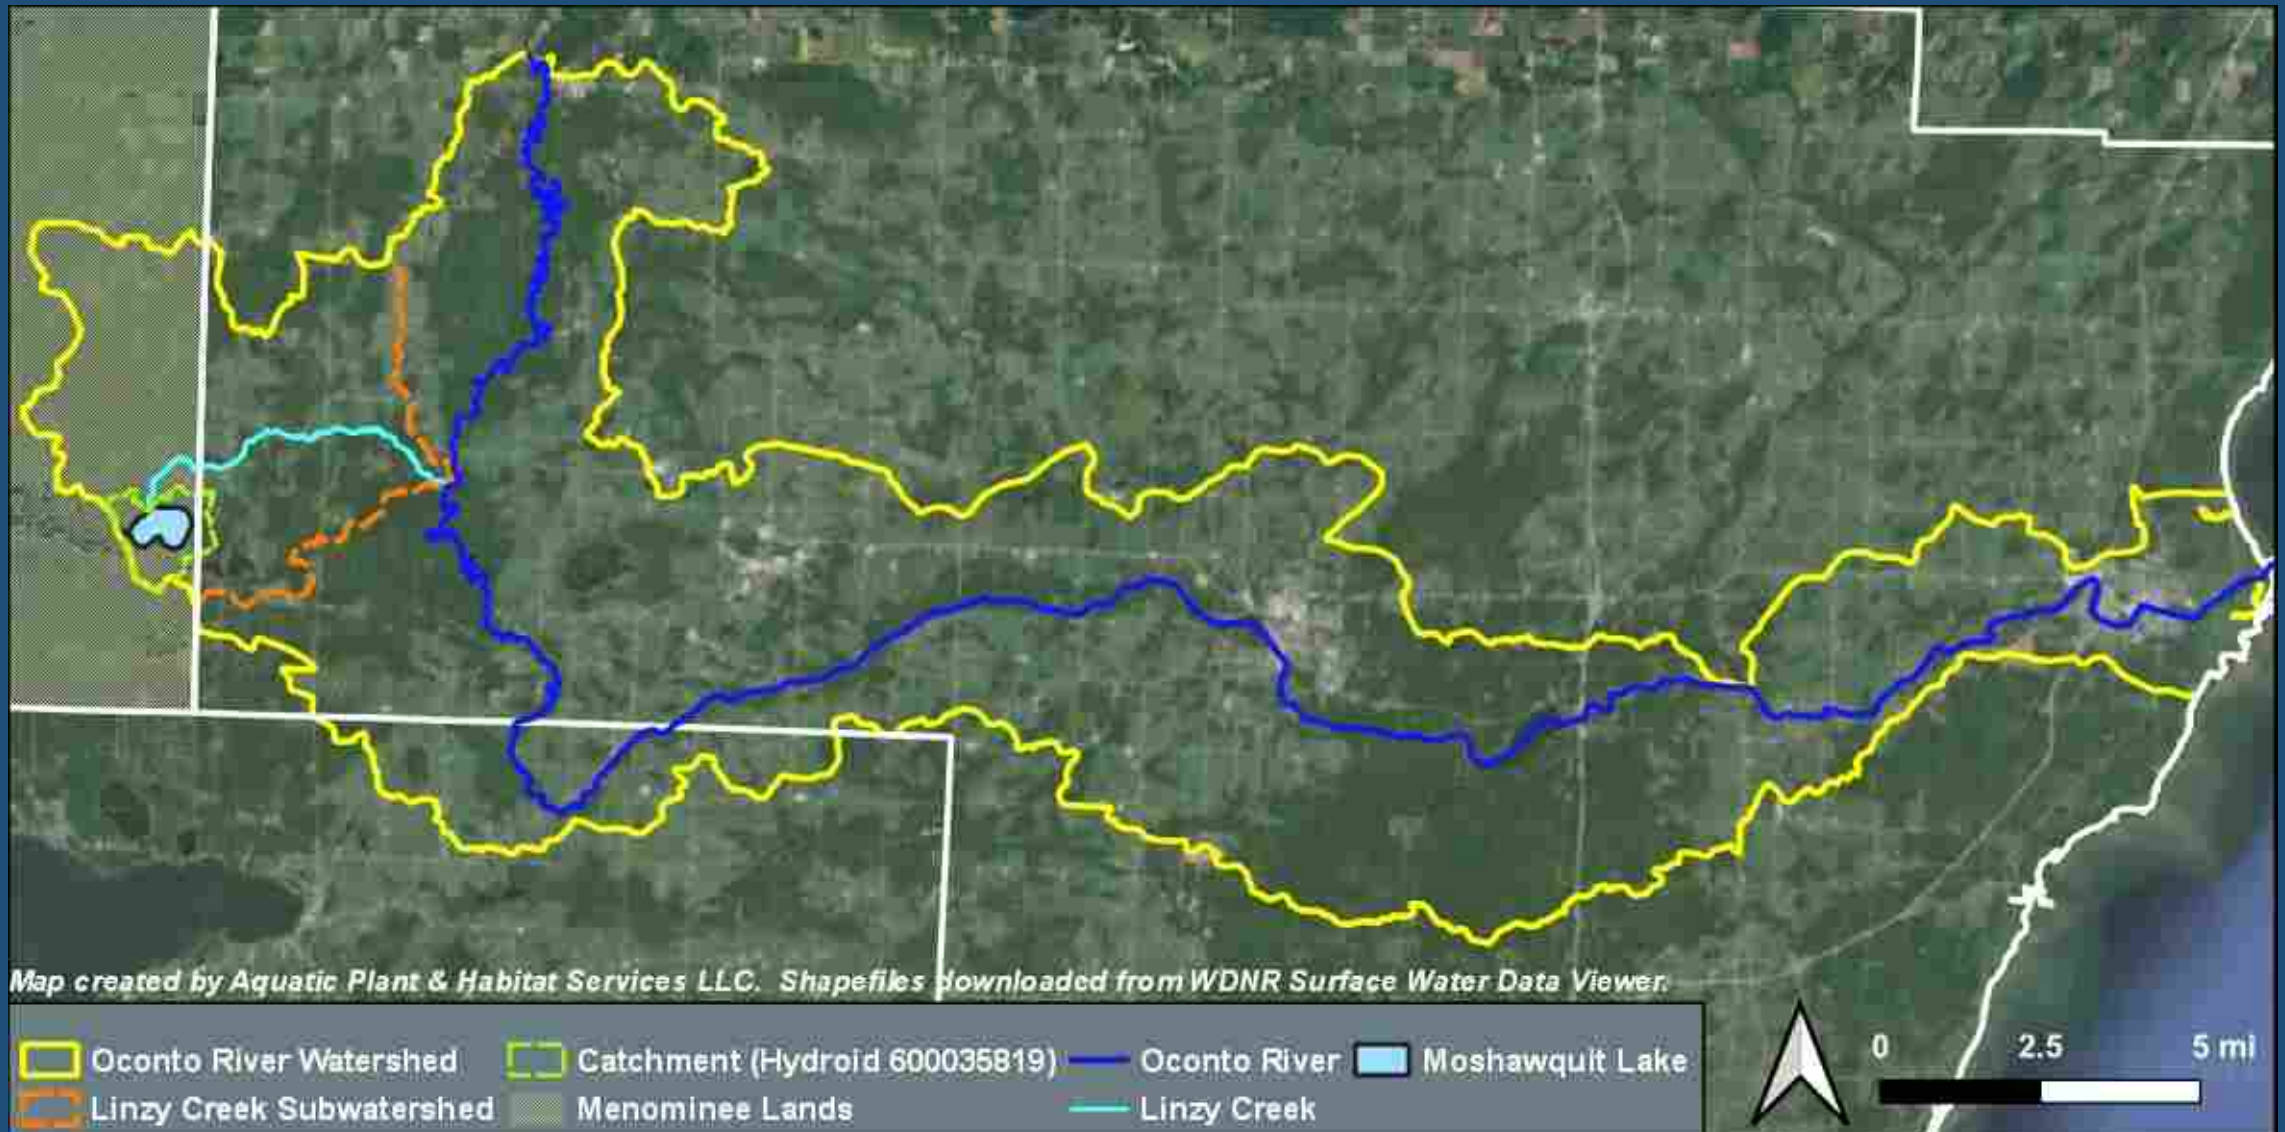 Map created by Aquatic Plant & Habitat Services LLC.  Shapefiles downloaded from WDNR Surface Water Data Viewer.
Oconto River Watershed Catchment (Hydroid 600035819) Oconto River Moshawquit Lake
Linzy Creek Subwatershed Menominee Lands Linzy Creek
0 2.5 5 mi